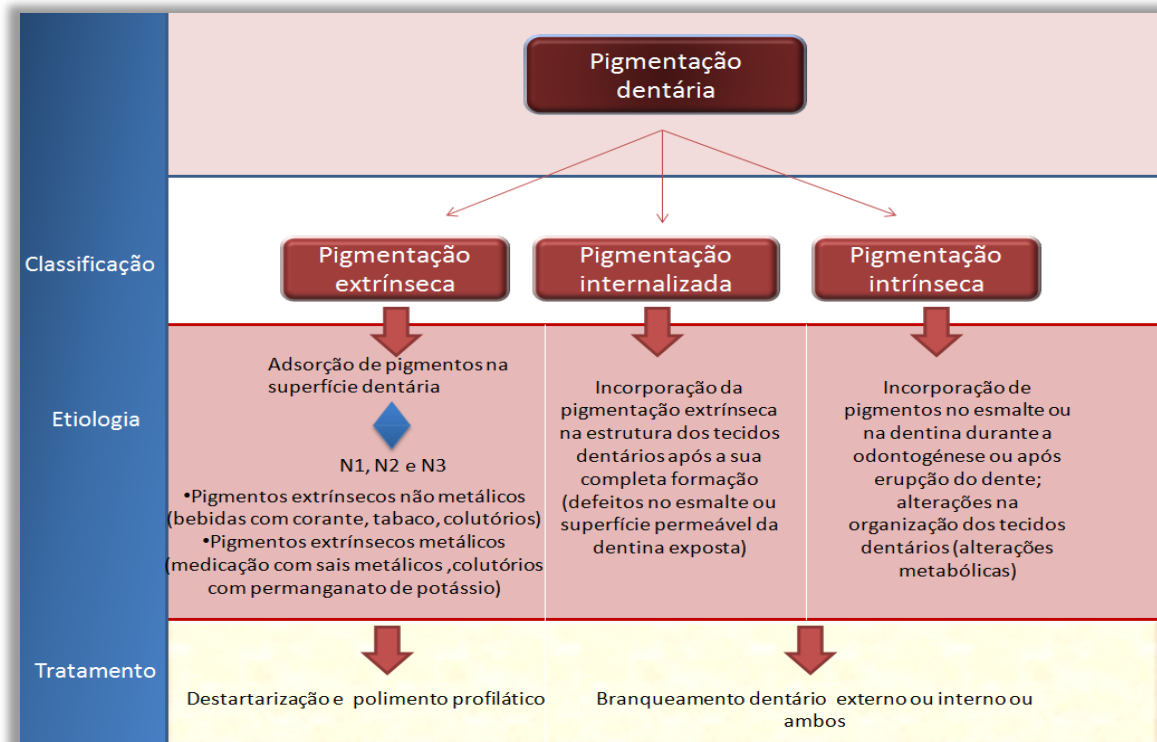 Pigmentação
dentária
Classificação
Pigmentação
extrínseca
Pigmentação
internalizada
Pigmentação
intrínseca
Etiologia
Adsorção de pigmentos na
superfície dentária
N1, N2 e N3
•Pigmentos extrínsecos não metálicos
(bebidas com corante, tabaco, colutórios)
•Pigmentos extrínsecos metálicos
(medicação com sais metálicos ,colutórios
com permanganato de potássio)
Incorporação da
pigmentação extrínseca
na estrutura dos tecidos
dentários após a sua
completa formação
(defeitos no esmalte ou
superfície permeável da
dentina exposta)
Incorporação de
pigmentos no esmalte ou
na dentina durante a
odontogénese ou após
erupção do dente;
alterações na
organização dos tecidos
dentários (alterações
metabólicas)
Tratamento
Destartarização e polimento profilático
Branqueamento dentário externo ou interno ou
ambos